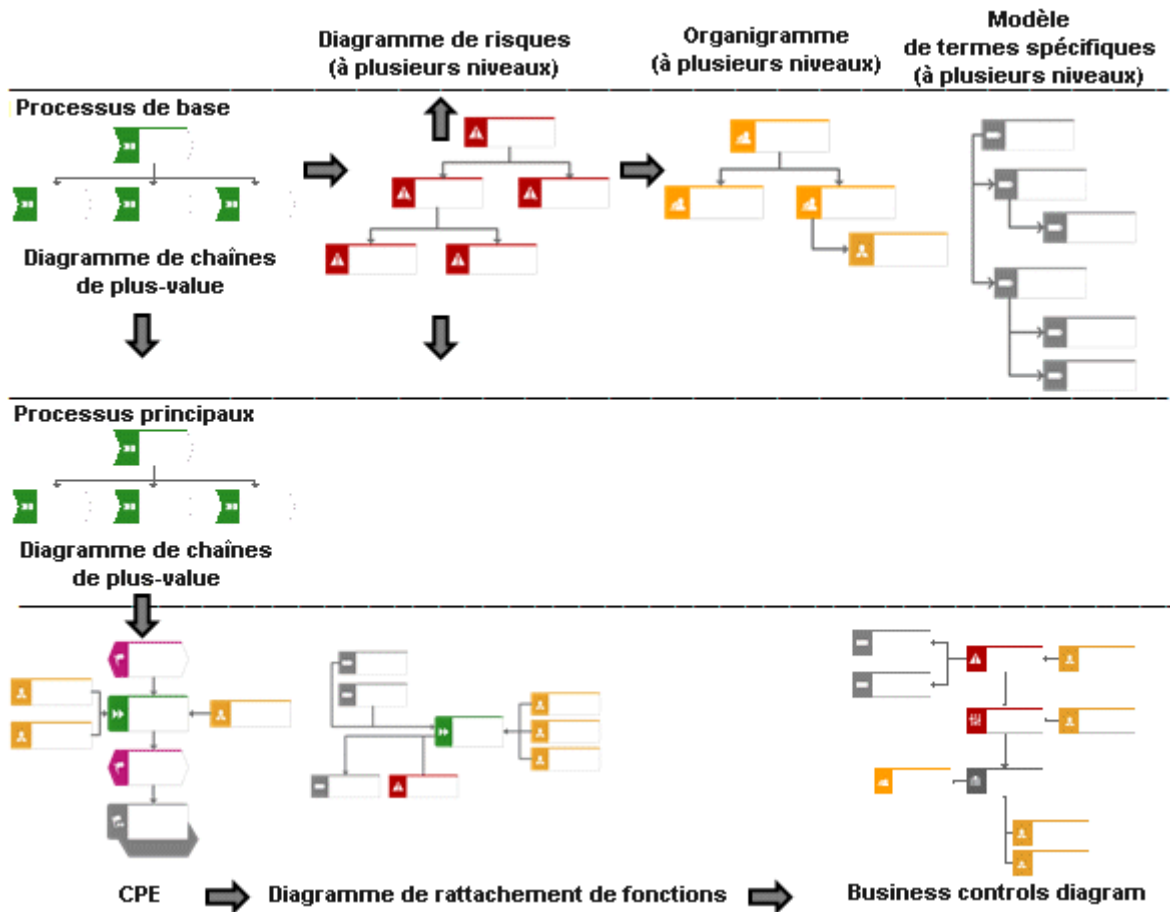 Diagramme de risques
(à plusieurs niveaux)
Organigramme
(à plusieurs niveaux)
Modèle
de termes spécifiques
(à plusieurs niveaux)
Processus de base
Diagramme de chaînes
de plus-value
Processus principaux
Diagramme de chaînes
de plus-value
CPE
Diagramme de rattachement de fonctions
Business controls diagram